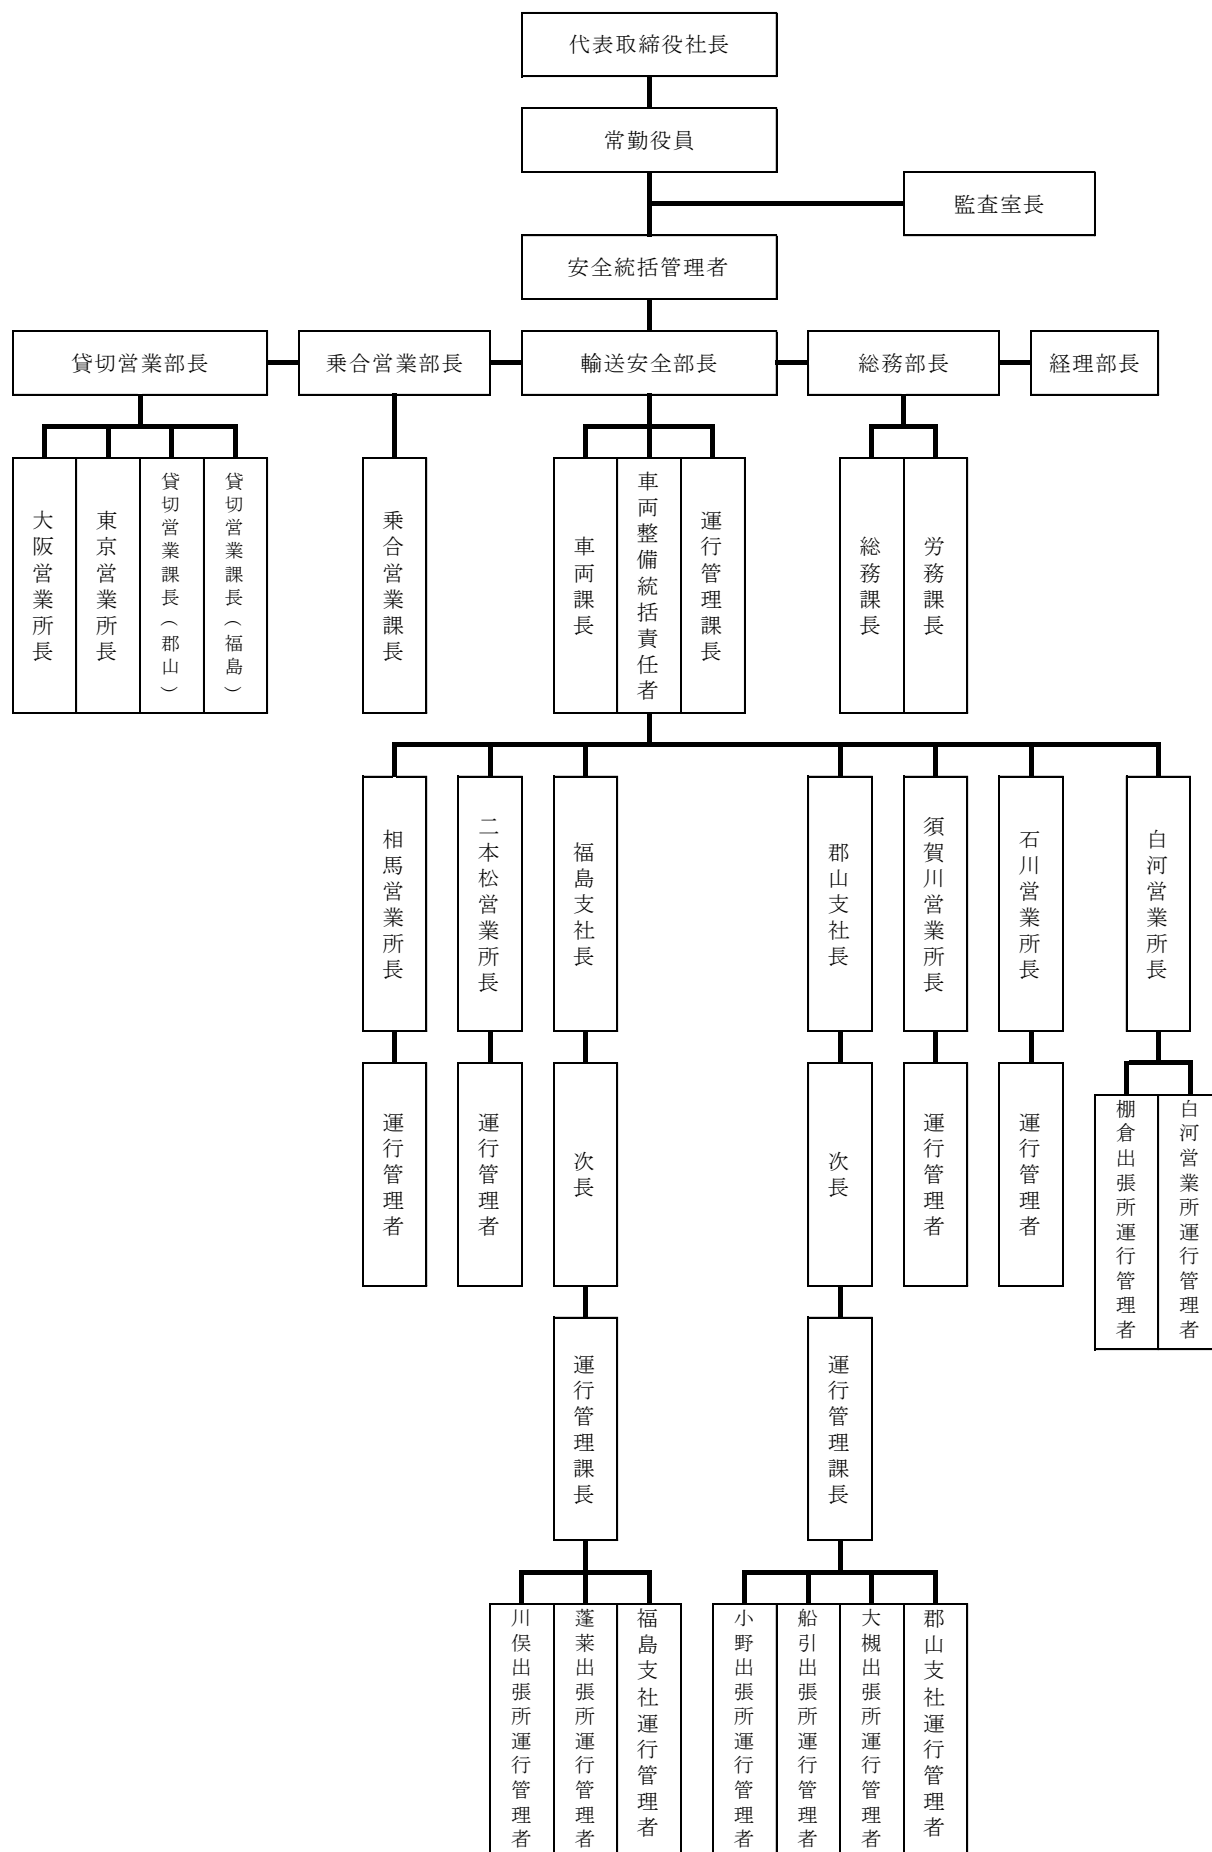 代表取締役社長
常勤役員
監査室長
安全統括管理者
貸切営業部長
乗合営業部長
輸送安全部長
総務部長
経理部長
大阪営業所長
東京営業所長
貸切営業課長(郡山)
貸切営業課長(福島)
乗合営業課長
車両課長
車両整備統括責任者
運行管理課長
総務課長
労務課長
相馬営業所長
二本松営業所長
福島支社長
郡山支社長
須賀川営業所長
石川営業所長
白河営業所長
運行管理者
運行管理者
次長
次長
運行管理者
運行管理者
棚倉出張所運行管理者
白河営業所運行管理者
運行管理課長
運行管理課長
川俣出張所運行管理者
蓬莱出張所運行管理者
福島支社運行管理者
小野出張所運行管理者
船引出張所運行管理者
大槻出張所運行管理者
郡山支社運行管理者